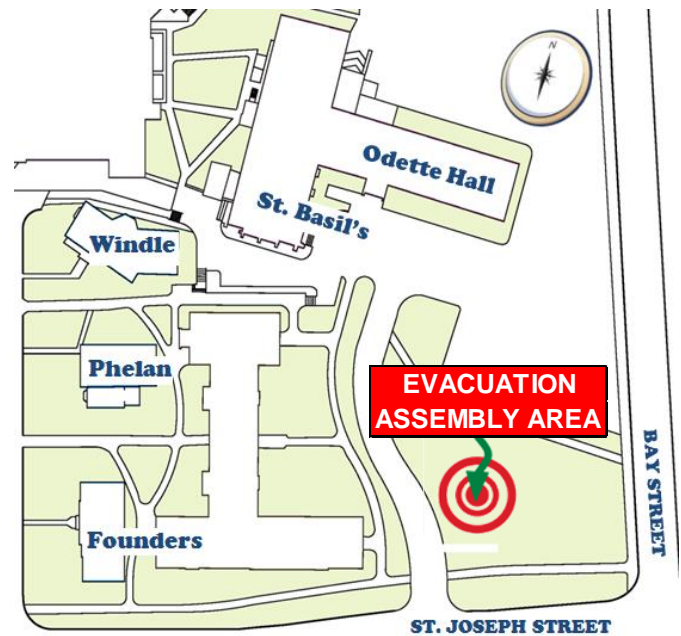 N
Odette Hall
St. Basil's
Windle
Phelan
EVACUATION
ASSEMBLY AREA
BAY STREET
Founders
ST. JOSEPH STREET